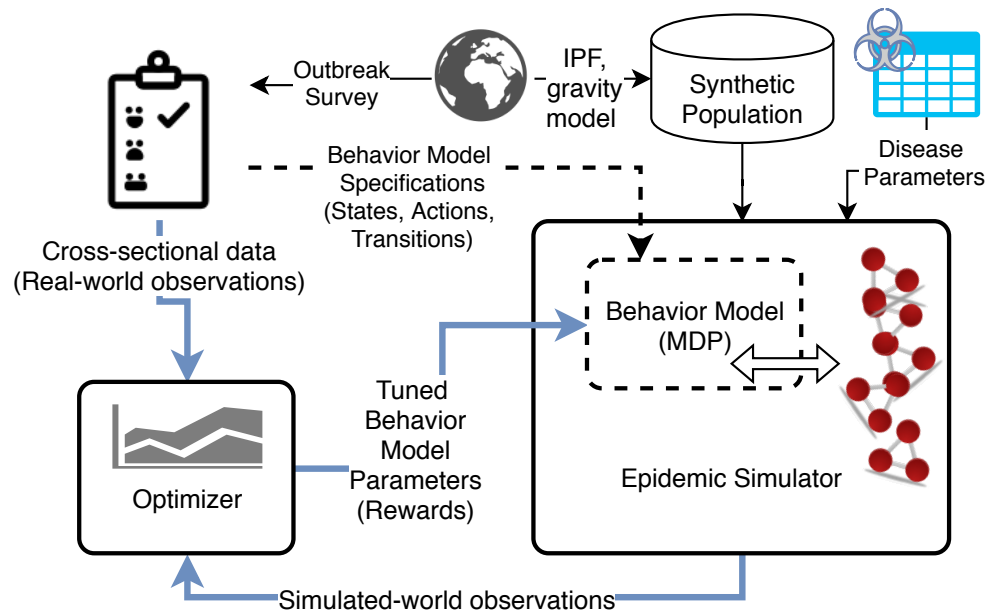 Outbreak
Survey
IPF,
gravity
model
Synthetic
Population
Disease
Parameters
Behavior Model
Specifications
(States, Actions,
Transitions)
Cross-sectional data
(Real-world observations)
Behavior Model
(MDP)
Tuned
Behavior
Model
Parameters
(Rewards)
Optimizer
Epidemic Simulator
Simulated-world observations